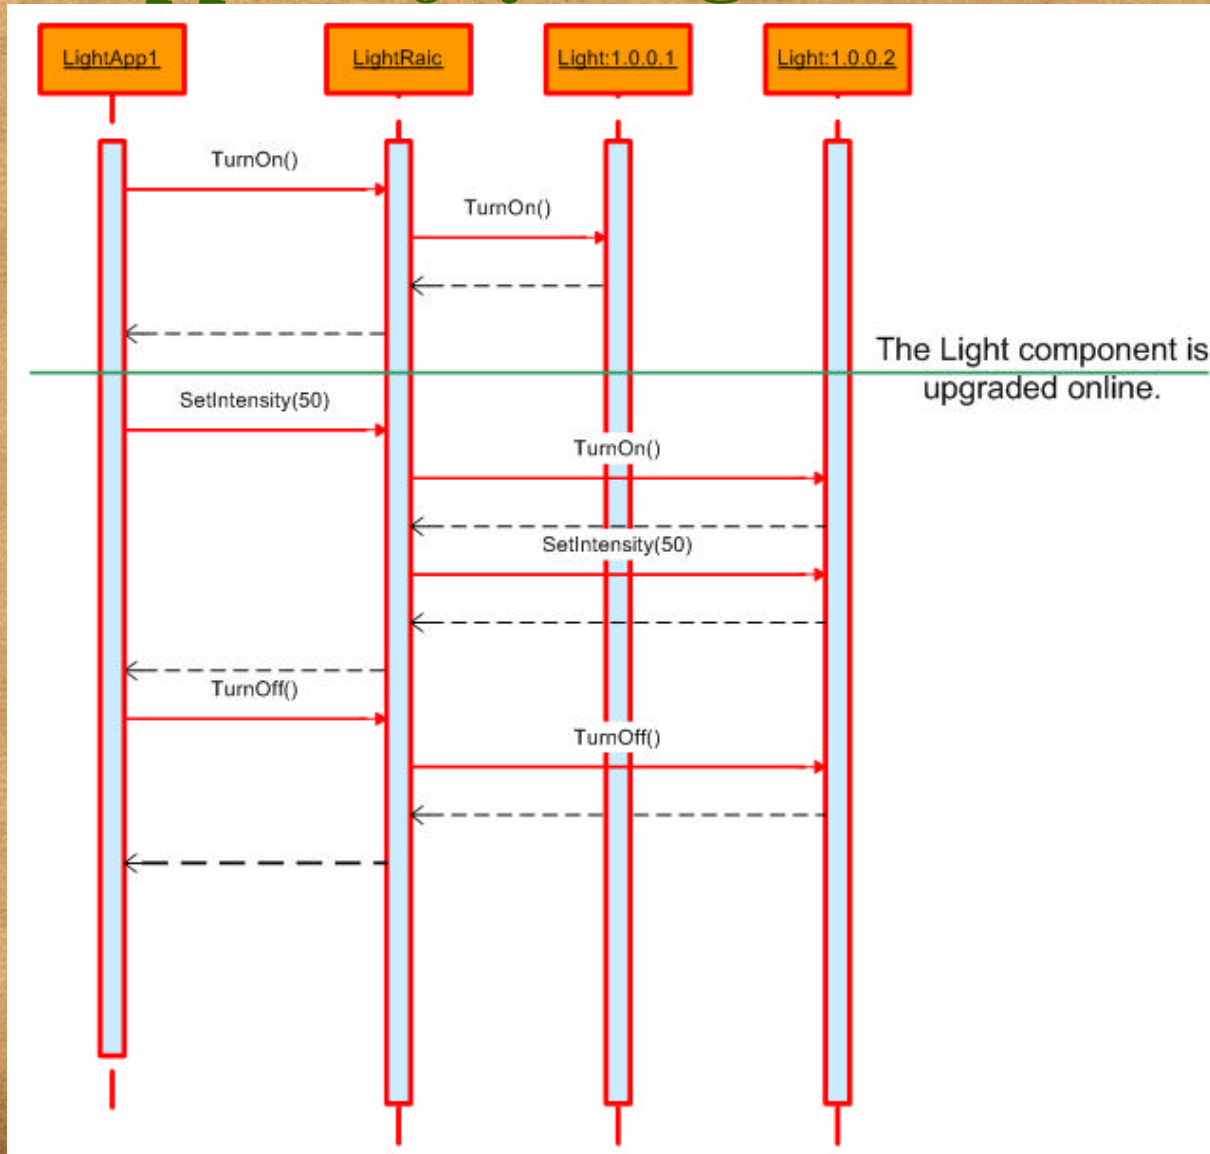 LightApp1
LightRaic
Light:1.0.0.1
Light:1.0.0.2
TurnOn()
TurnOn()
The Light component is
upgraded online.
SetIntensity(50)
TurnOn()
SetIntensity(50)
TurnOff()
TurnOff()